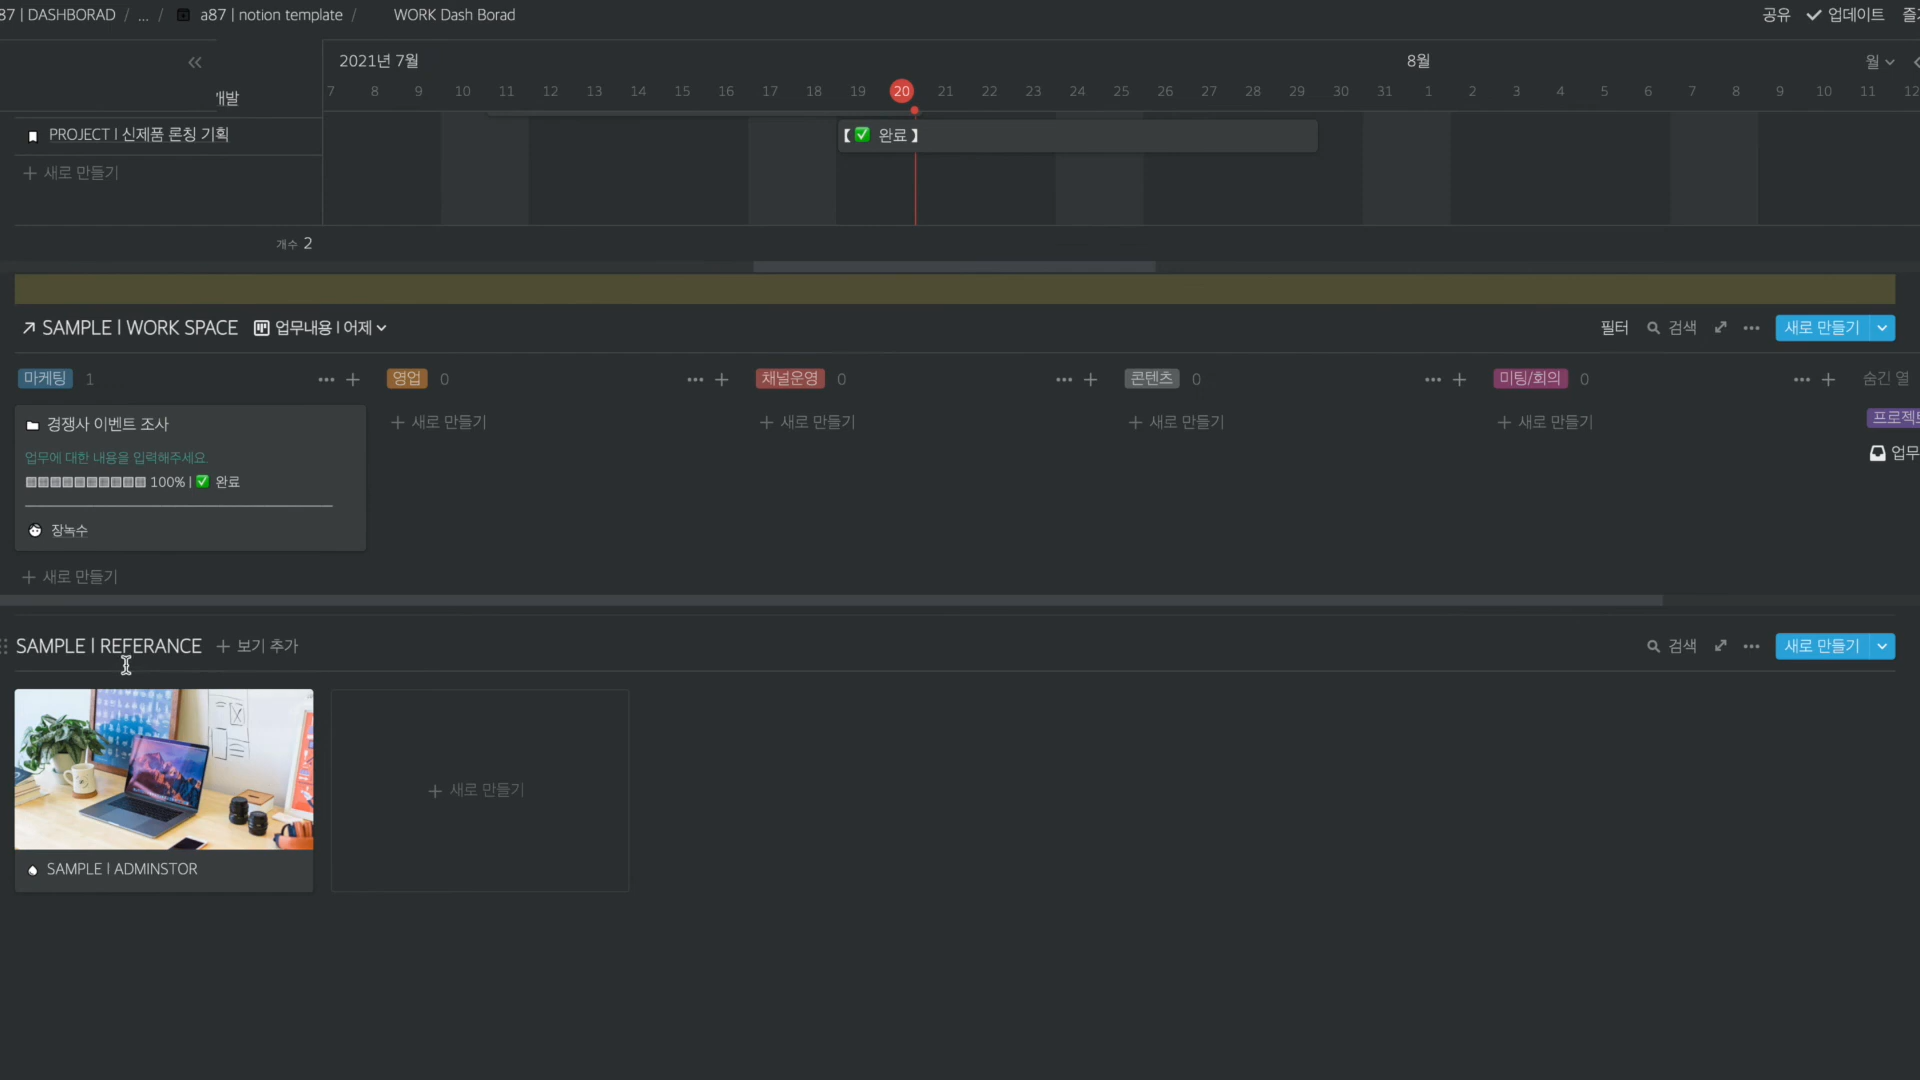 87 | DASHBORAD / ... / a87 | notion template / WORK Dash Borad 공유 업데이트
2021년 7월 8월 월
7 8 9 10 11 12 13 14 15 16 17 18 19 20 21 22 23 24 25 26 27 28 29 30 31 1 2 3 4 5 6 7 8 9 10 11 12
개발
PROJECT | 신제품 론칭 기획 【✅ 완료】
+ 새로 만들기
개수 2
SAMPLE | WORK SPACE 업무내용 | 어제 필터 검색 ••• 새로 만들기
마케팅 1 ••• + 영업 0 ••• + 채널운영 0 ••• + 콘텐츠 0 ••• + 미팅/회의 0 ••• + 숨긴 열
경쟁사 이벤트 조사 + 새로 만들기 + 새로 만들기 + 새로 만들기 + 새로 만들기 프로젝트
업무에 대한 내용을 입력해주세요. 업무
100% | ✅ 완료
장녹수
+ 새로 만들기
SAMPLE | REFERANCE + 보기 추가 검색 ••• 새로 만들기
+ 새로 만들기
SAMPLE | ADMINSTOR